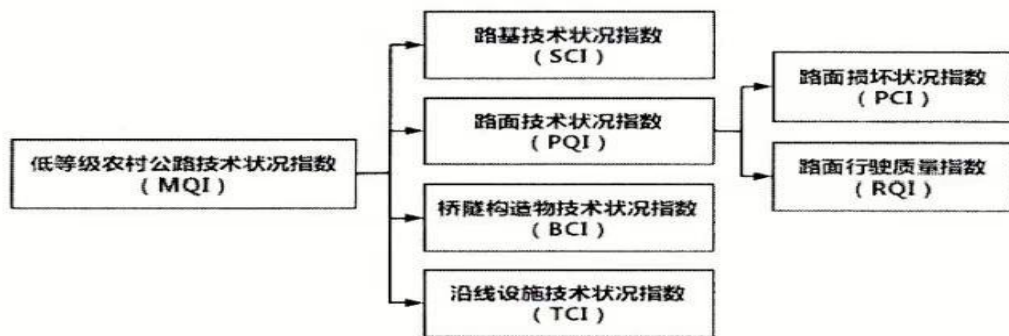 路基技术状况指数
（SCI）
路面损坏状况指数
（PCI）
路面技术状况指数
（PQI）
低等级农村公路技术状况指数
（MQI）
路面行驶质量指数
（RQI）
桥隧构造物技术状况指数
（BCI）
沿线设施技术状况指数
（TCI）